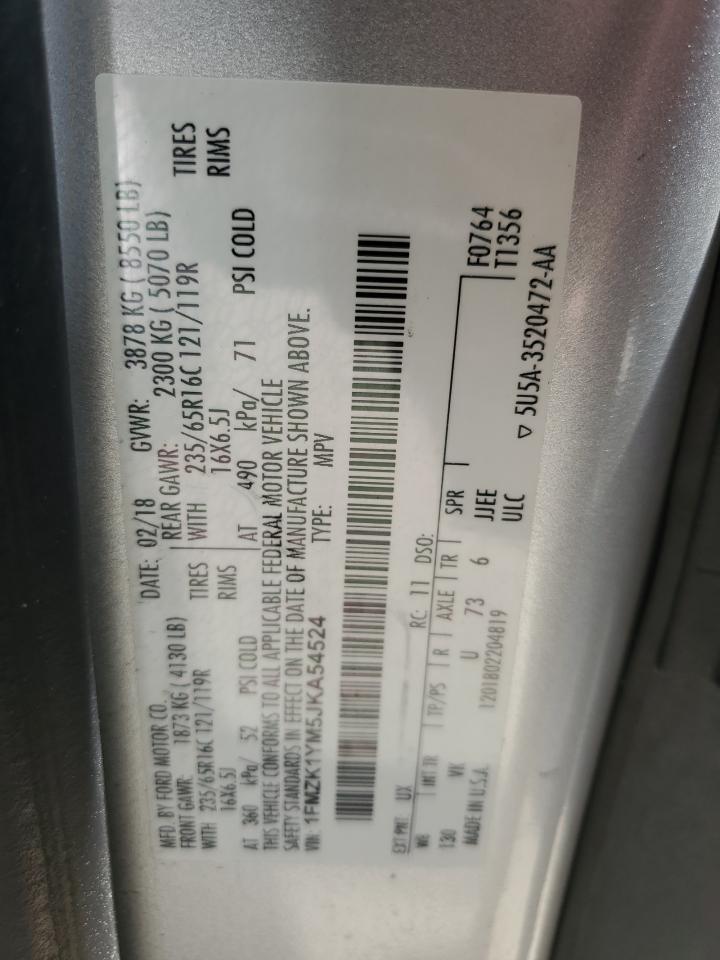 MFD. BY FORD MOTOR CO. DATE: 02/18 GVWR: 3878 KG ( 8550 LB)
FRONT GAWR: 1873 KG ( 4130 LB) REAR GAWR: 2300 KG ( 5070 LB)
WITH 235/65R16C 121/119R TIRES WITH 235/65R16C 121/119R TIRES
16X6.5J RIMS 16X6.5J RIMS
AT 360 kPa/ 52 PSI COLD AT 490 kPa/ 71 PSI COLD
THIS VEHICLE CONFORMS TO ALL APPLICABLE FEDERAL MOTOR VEHICLE
SAFETY STANDARDS IN EFFECT ON THE DATE OF MANUFACTURE SHOWN ABOVE.
VIN: 1FMZK1YM5JKA54524 TYPE: MPV
EXT PNT: UX RC: 11 DSO:
WB INT TR TP/PS R AXLE TR SPR F0764
130 VK U 73 6 JJEE T11356
MADE IN U.S.A. 1201802204819 ULC
5U5A-3520472-AA